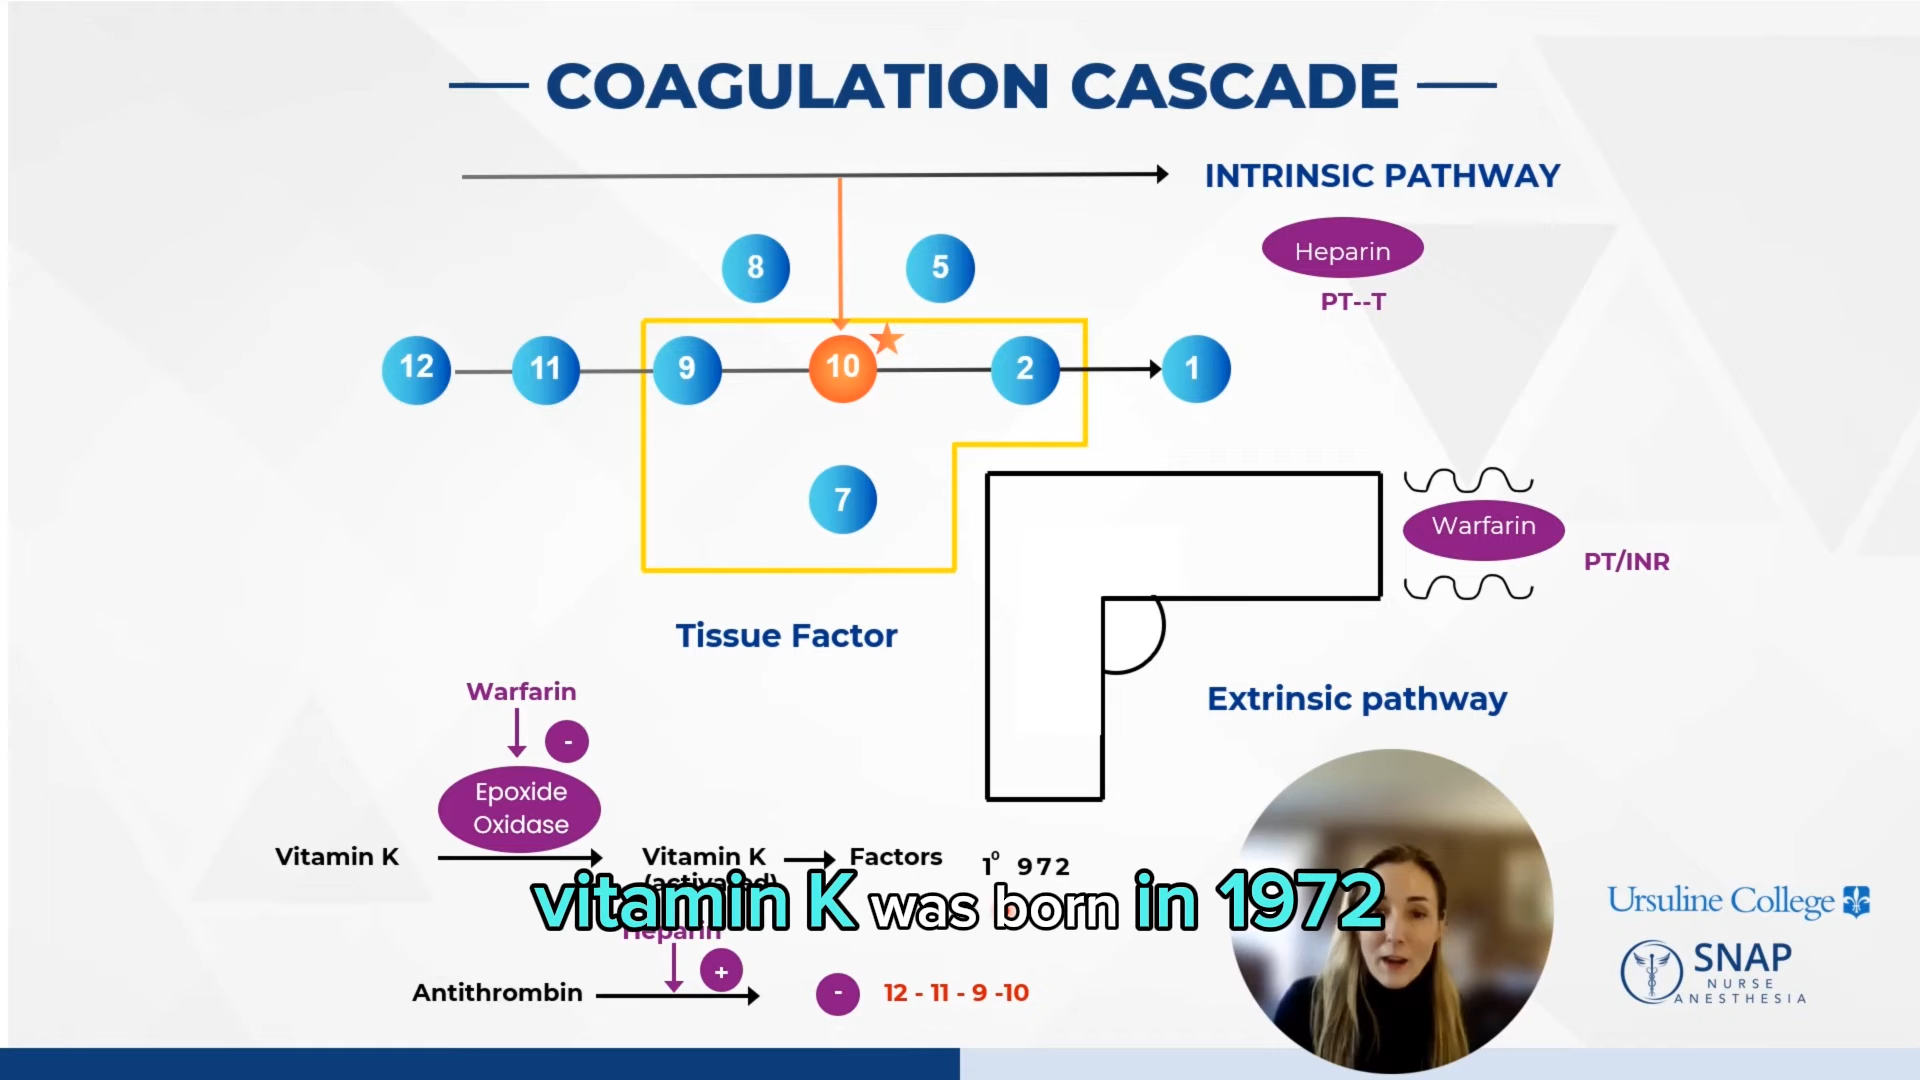 COAGULATION CASCADE
INTRINSIC PATHWAY
Heparin
PT--T
8
5
12
11
9
10
2
1
7
Warfarin
PT/INR
Tissue Factor
Extrinsic pathway
Warfarin
-
Epoxide
Oxidase
Vitamin K
Vitamin K
(activated)
Factors
1° 972
vitamin K was born in 1972
Heparin
+
Antithrombin
-
12 - 11 - 9 -10
Ursuline College
SNAP
NURSE
ANESTHESIA